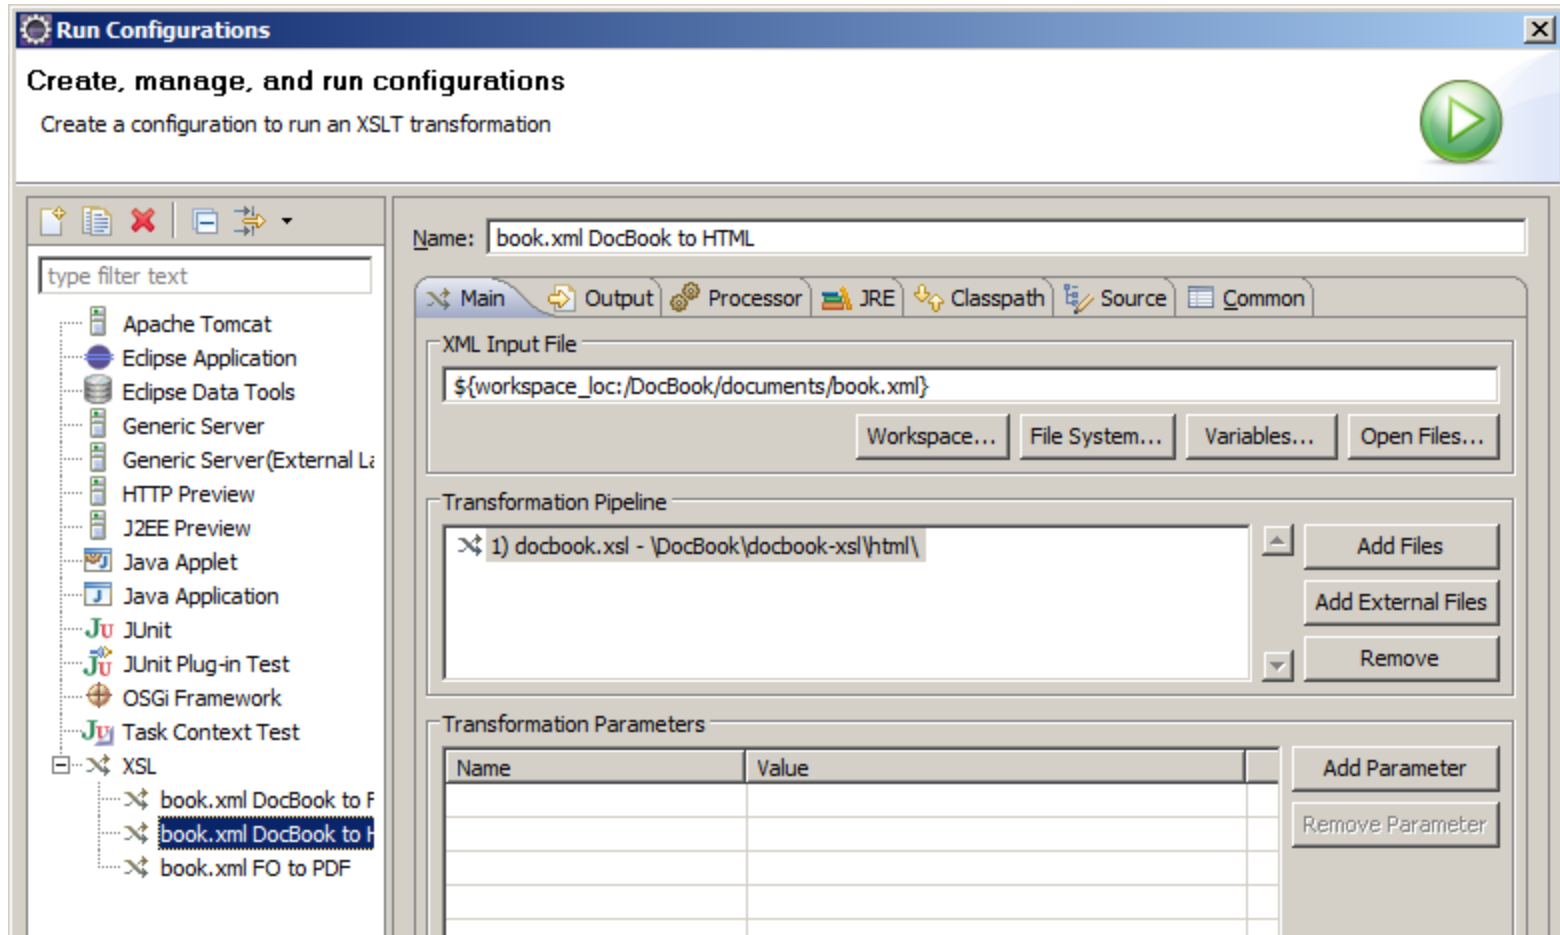 Run Configurations
Create, manage, and run configurations
Create a configuration to run an XSLT transformation
type filter text
Apache Tomcat
Eclipse Application
Eclipse Data Tools
Generic Server
Generic Server(External La
HTTP Preview
J2EE Preview
Java Applet
Java Application
JUnit
JUnit Plug-in Test
OSGi Framework
Task Context Test
XSL
book.xml DocBook to F
book.xml DocBook to H
book.xml FO to PDF
Name: book.xml DocBook to HTML
Main Output Processor JRE Classpath Source Common
XML Input File
${workspace_loc:/DocBook/documents/book.xml}
Workspace... File System... Variables... Open Files...
Transformation Pipeline
1) docbook.xsl - \DocBook\docbook-xsl\html\
Add Files
Add External Files
Remove
Transformation Parameters
Name Value
Add Parameter
Remove Parameter